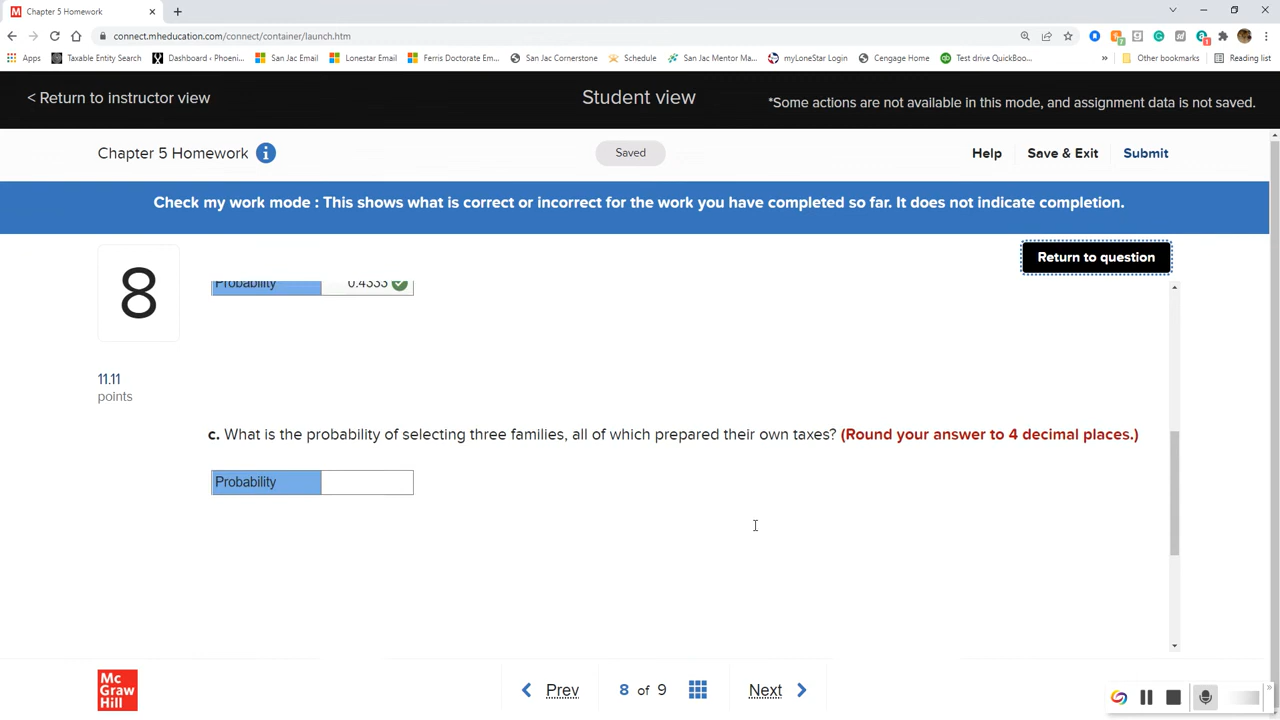 Chapter 5 Homework
connect.mheducation.com/connect/container/launch.htm
Apps Taxable Entity Search Dashboard ‹ Phoeni... San Jac Email Lonestar Email Ferris Doctorate Em... San Jac Cornerstone Schedule San Jac Mentor Ma... myLoneStar Login Cengage Home Test drive QuickBoo... » Other bookmarks Reading list
< Return to instructor view
Student view
*Some actions are not available in this mode, and assignment data is not saved.
Chapter 5 Homework
Saved
Help Save & Exit Submit
Check my work mode : This shows what is correct or incorrect for the work you have completed so far. It does not indicate completion.
Return to question
8
Probability 0.4333
11.11
points
c. What is the probability of selecting three families, all of which prepared their own taxes? (Round your answer to 4 decimal places.)
Probability
Mc
Graw
Hill
Prev 8 of 9 Next